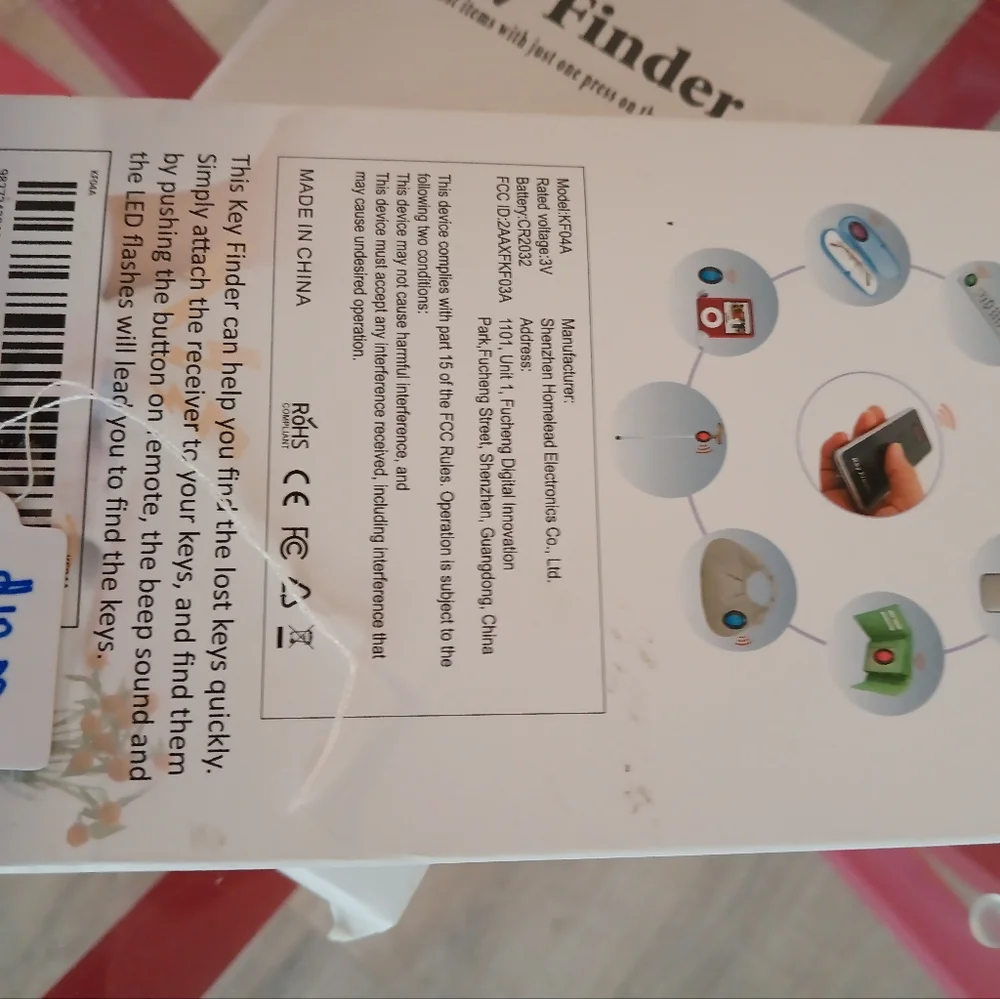 Finder
items with just one press on
Model:KF04A
Rated voltage:3V
Battery:CR2032
FCC ID:2AAXFKF03A
Manufacturer:
Shenzhen Homelead Electronics Co., Ltd.
Address:
1101, Unit 1, Fucheng Digital Innovation
Park,Fucheng Street, Shenzhen, Guangdong, China
This device complies with part 15 of the FCC Rules. Operation is subject to the
following two conditions:
This device may not cause harmful interference, and
This device must accept any interference received, including interference that
may cause undesired operation.
MADE IN CHINA
RoHS
COMPLIANT
CE
FC
This Key Finder can help you find the lost keys quickly.
Simply attach the receiver to your keys, and find them
by pushing the button on remote, the beep sound and
the LED flashes will lead you to find the keys.
KF04A